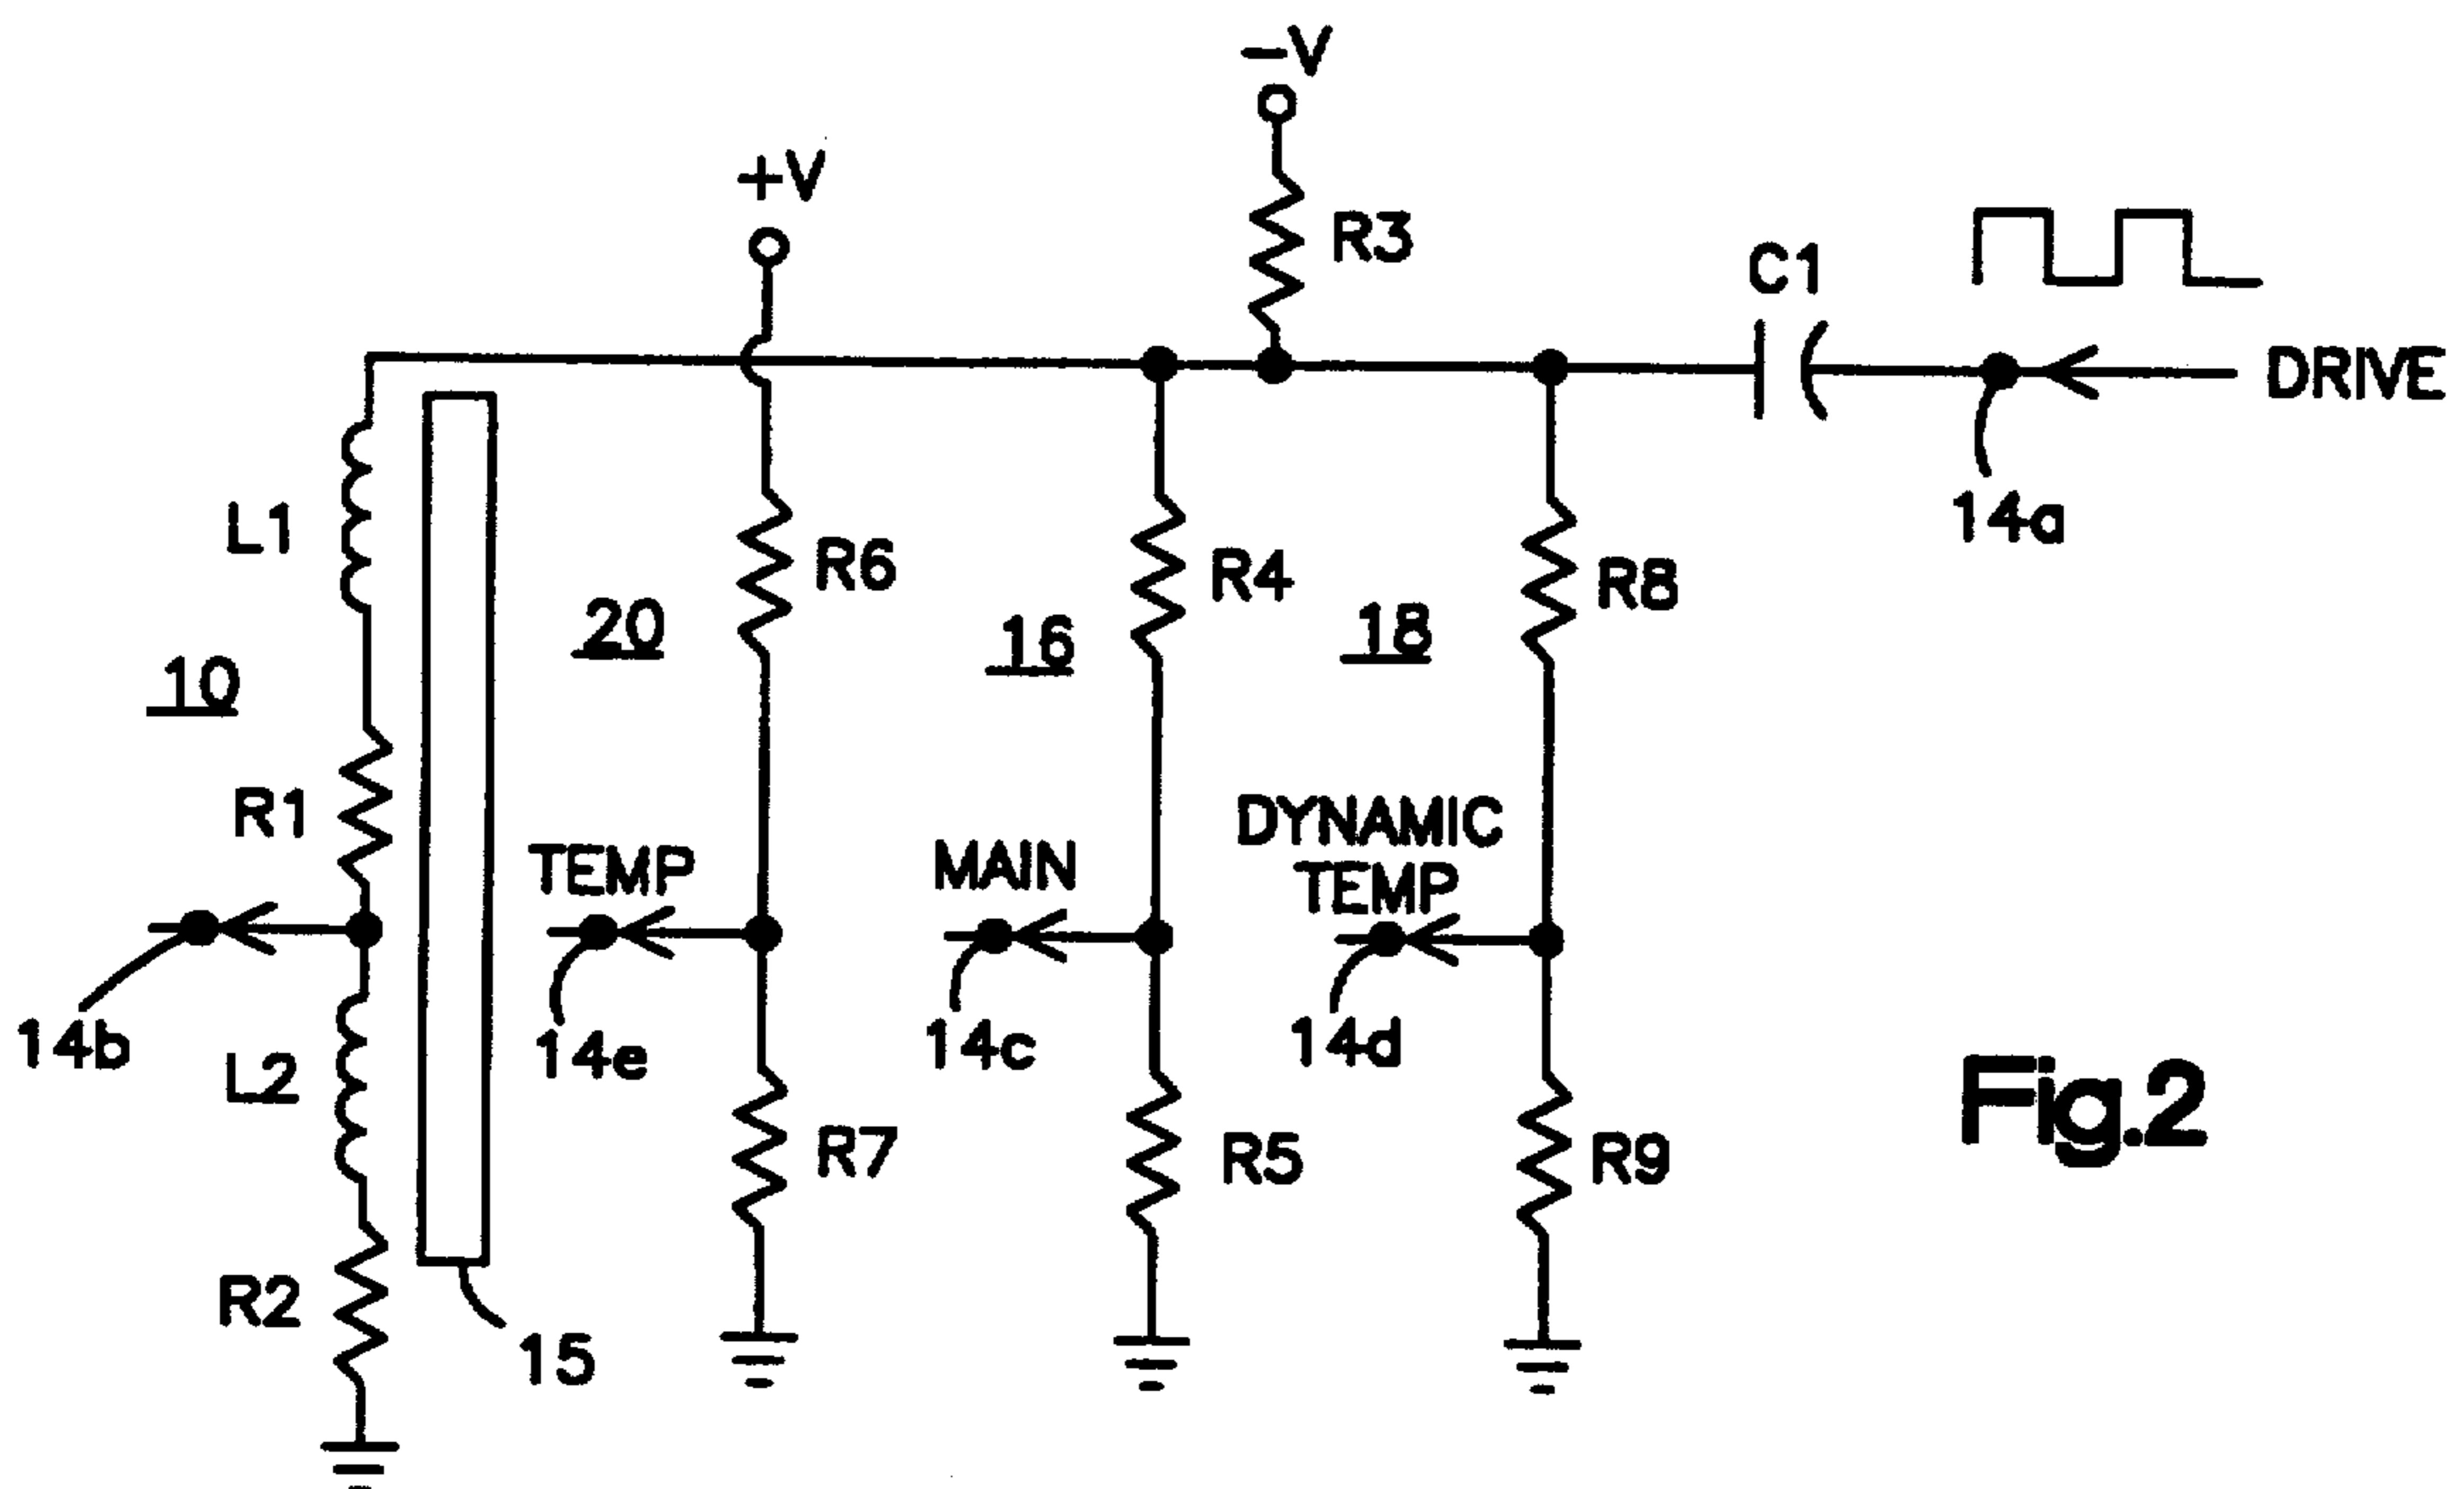 -V
+V
R3
C1
DRIVE
14a
L1
R6
R4
R8
20
16
18
10
R1
TEMP
MAIN
DYNAMIC
TEMP
14b
14e
14c
14d
L2
R7
R5
R9
Fig.2
R2
15